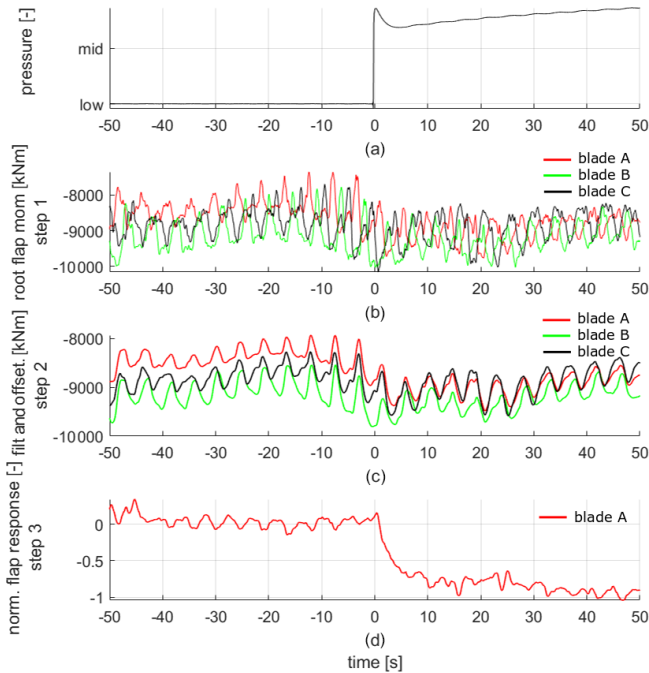 pressure [-]
mid
low
-50 -40 -30 -20 -10 0 10 20 30 40 50
(a)
root flap mom [kNm]
step 1
blade A
blade B
blade C
-8000
-9000
-10000
-50 -40 -30 -20 -10 0 10 20 30 40 50
(b)
filt and offset. [kNm]
step 2
blade A
blade B
blade C
-8000
-9000
-10000
-50 -40 -30 -20 -10 0 10 20 30 40 50
(c)
norm. flap response [-]
step 3
blade A
0
-0.5
-1
-50 -40 -30 -20 -10 0 10 20 30 40 50
(d)
time [s]